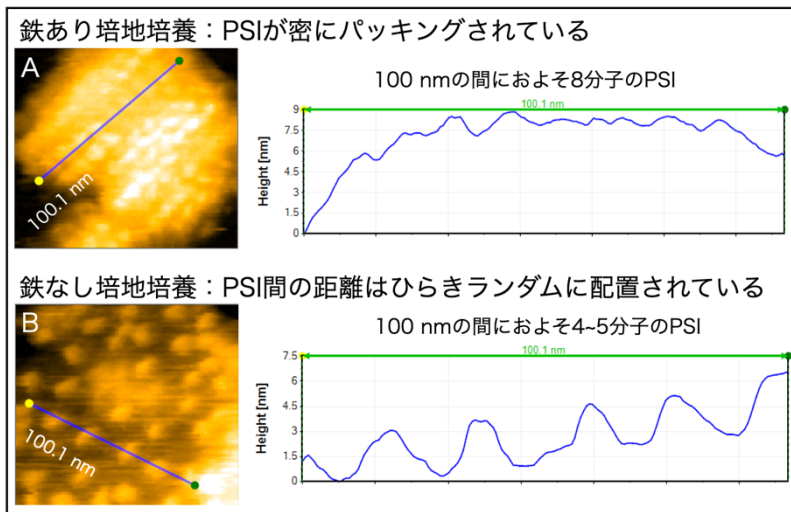 鉄あり培地培養：PSIが密にパッキングされている
A
100.1 nm
100 nmの間におよそ8分子のPSI
100.1 nm
Height [nm]
9
7.5
6
4.5
3
1.5
0
鉄なし培地培養：PSI間の距離はひらきランダムに配置されている
B
100.1 nm
100 nmの間におよそ4~5分子のPSI
100.1 nm
Height [nm]
7.5
6
4.5
3
1.5
0